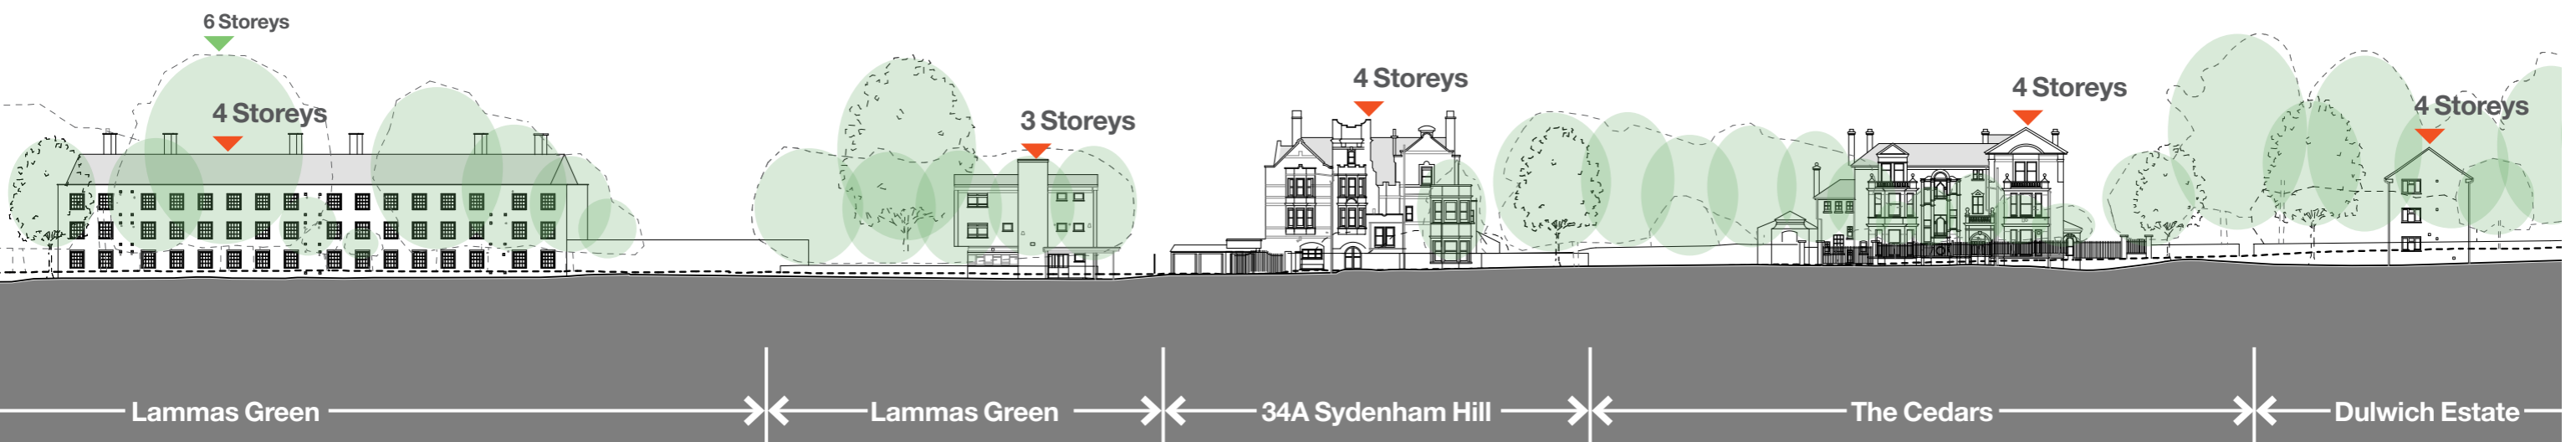 6 Storeys
4 Storeys
3 Storeys
4 Storeys
4 Storeys
4 Storeys
Lammas Green
Lammas Green
34A Sydenham Hill
The Cedars
Dulwich Estate